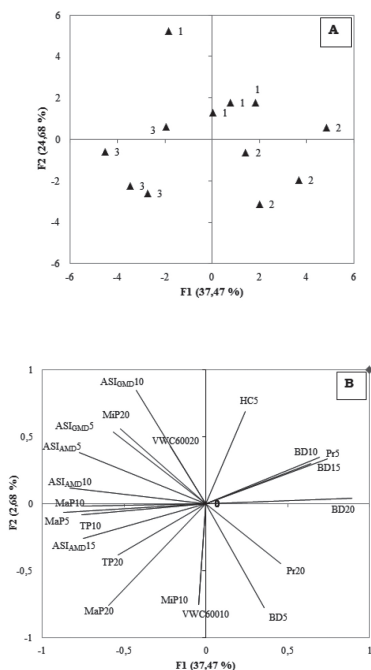 A
6
4
2
0
-2
-4
-6
F2 (24,68 %)
1
1
1
1
2
2
2
2
3
3
3
3
-6
-4
-2
0
2
4
6
F1 (37,47 %)
B
1
0,5
0
-0,5
-1
F2 (2,68 %)
ASIGMD10
HC5
MiP20
ASIGMD5
VWC60020
ASIAMD5
BD10
Pr5
BD15
ASIAMD10
MaP10
BD20
MaP5
TP10
ASIAMD15
TP20
Pr20
MaP20
MiP10
VWC60010
BD5
-1
-0,5
0
0,5
1
F1 (37,47 %)